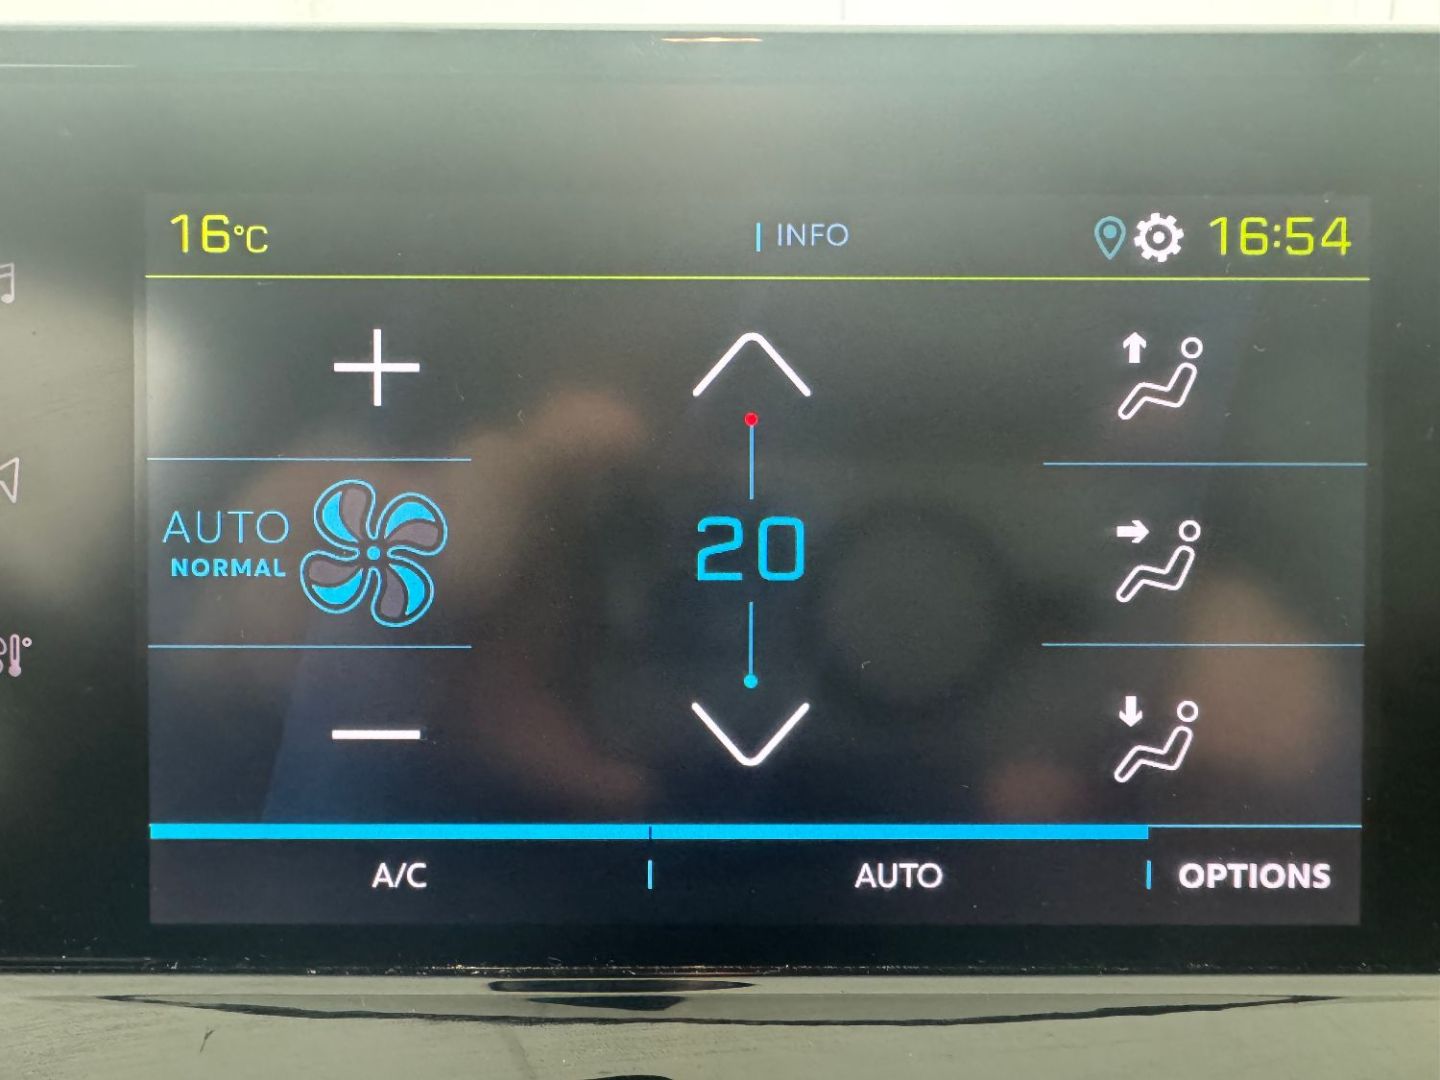 16°C
INFO
16:54
AUTO
NORMAL
20
A/C
AUTO
OPTIONS